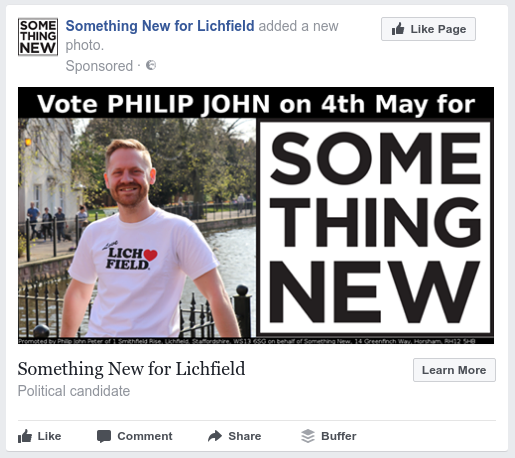 SOME
THING
NEW
Something New for Lichfield added a new
photo.
Sponsored ·
Like Page
Vote PHILIP JOHN on 4th May for
Love
LICH
FIELD
SOME
THING
NEW
Promoted by Philip John Peter of 1 Smithfield Rise, Lichfield, Staffordshire, WS13 6SG on behalf of Something New, 14 Greenfinch Way, Horsham, RH12 5HB
Something New for Lichfield
Learn More
Political candidate
Like
Comment
Share
Buffer